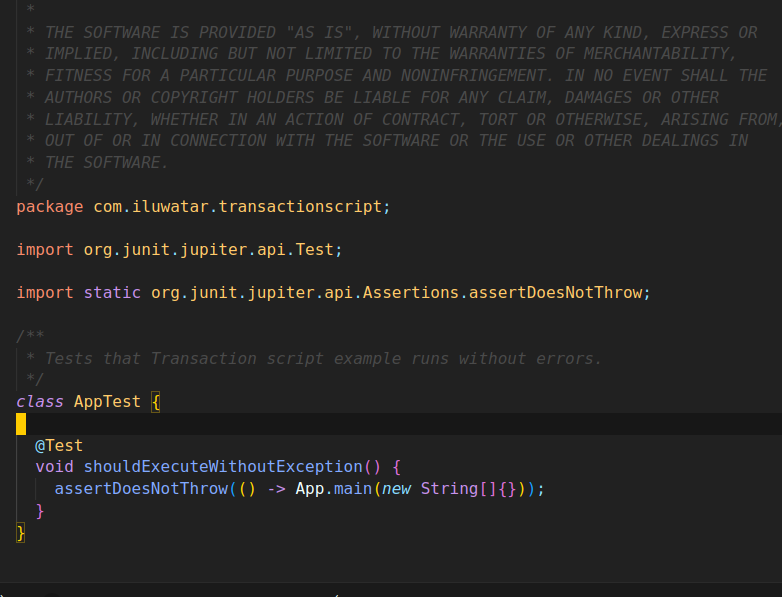 *
* THE SOFTWARE IS PROVIDED "AS IS", WITHOUT WARRANTY OF ANY KIND, EXPRESS OR
* IMPLIED, INCLUDING BUT NOT LIMITED TO THE WARRANTIES OF MERCHANTABILITY,
* FITNESS FOR A PARTICULAR PURPOSE AND NONINFRINGEMENT. IN NO EVENT SHALL THE
* AUTHORS OR COPYRIGHT HOLDERS BE LIABLE FOR ANY CLAIM, DAMAGES OR OTHER
* LIABILITY, WHETHER IN AN ACTION OF CONTRACT, TORT OR OTHERWISE, ARISING FROM,
* OUT OF OR IN CONNECTION WITH THE SOFTWARE OR THE USE OR OTHER DEALINGS IN
* THE SOFTWARE.
*/
package com.iluwatar.transactionscript;
import org.junit.jupiter.api.Test;
import static org.junit.jupiter.api.Assertions.assertDoesNotThrow;
/**
* Tests that Transaction script example runs without errors.
*/
class AppTest {
@Test
void shouldExecuteWithoutException() {
assertDoesNotThrow(() -> App.main(new String[]{}));
}
}